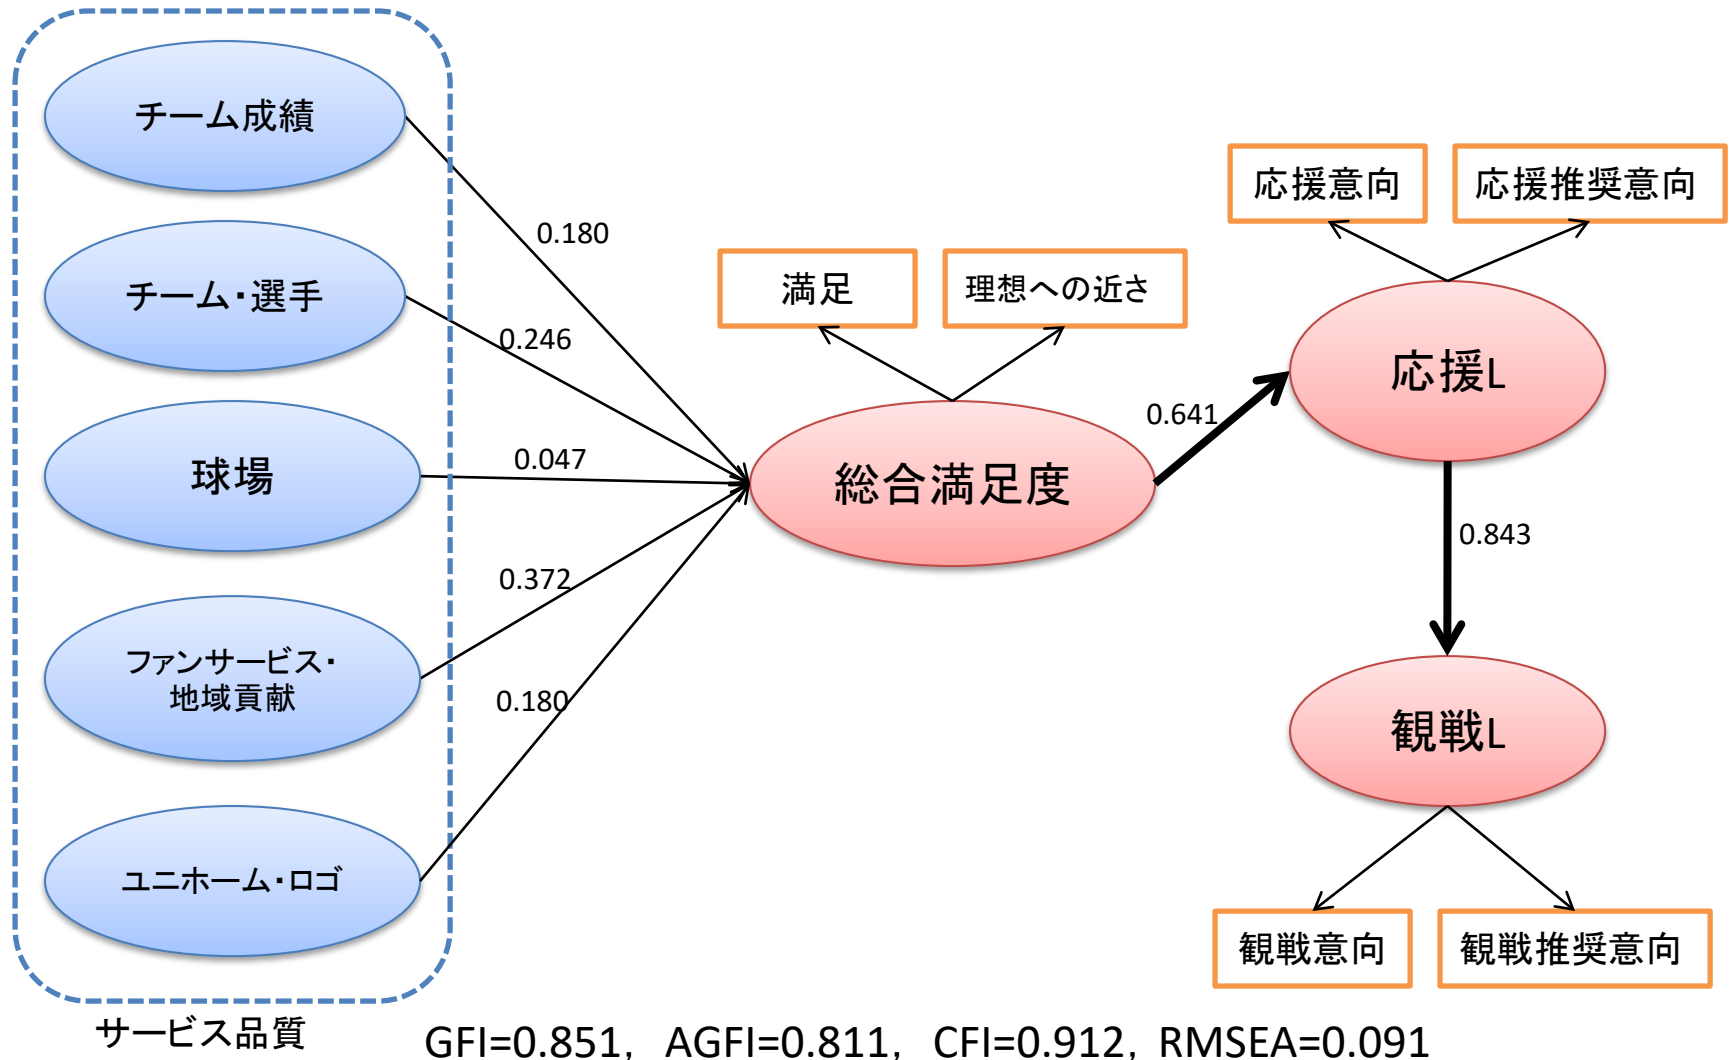 チーム成績
チーム・選手
球場
ファンサービス・
地域貢献
ユニホーム・ロゴ
サービス品質
0.180
0.246
0.047
0.372
0.180
満足
理想への近さ
総合満足度
0.641
応援意向
応援推奨意向
応援L
0.843
観戦L
観戦意向
観戦推奨意向
GFI=0.851, AGFI=0.811, CFI=0.912, RMSEA=0.091